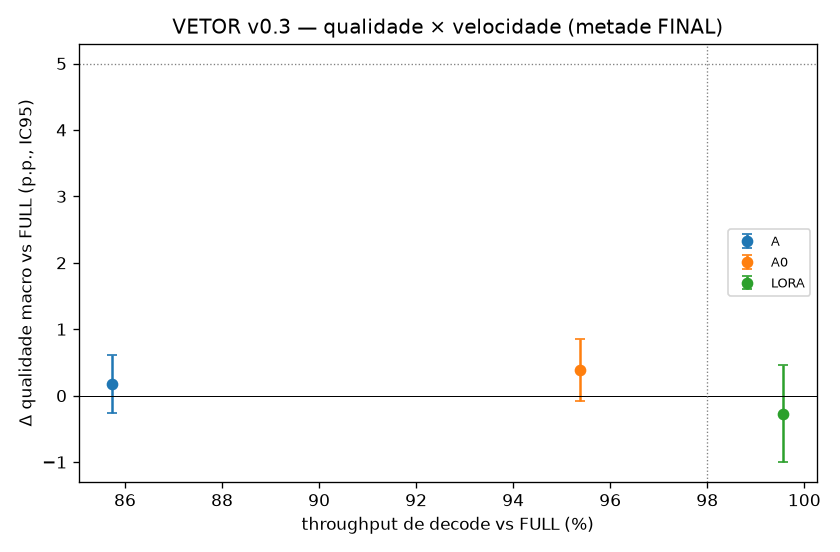 VETOR v0.3 — qualidade × velocidade (metade FINAL)
Δ qualidade macro vs FULL (p.p., IC95)
5
4
3
2
1
0
−1
A
A0
LORA
86
88
90
92
94
96
98
100
throughput de decode vs FULL (%)